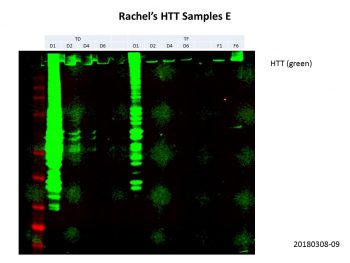 Rachel's HTT Samples E
TD TF
D1 D2 D4 D6 D1 D2 D4 D6 F1 F6
HTT (green)
20180308-09